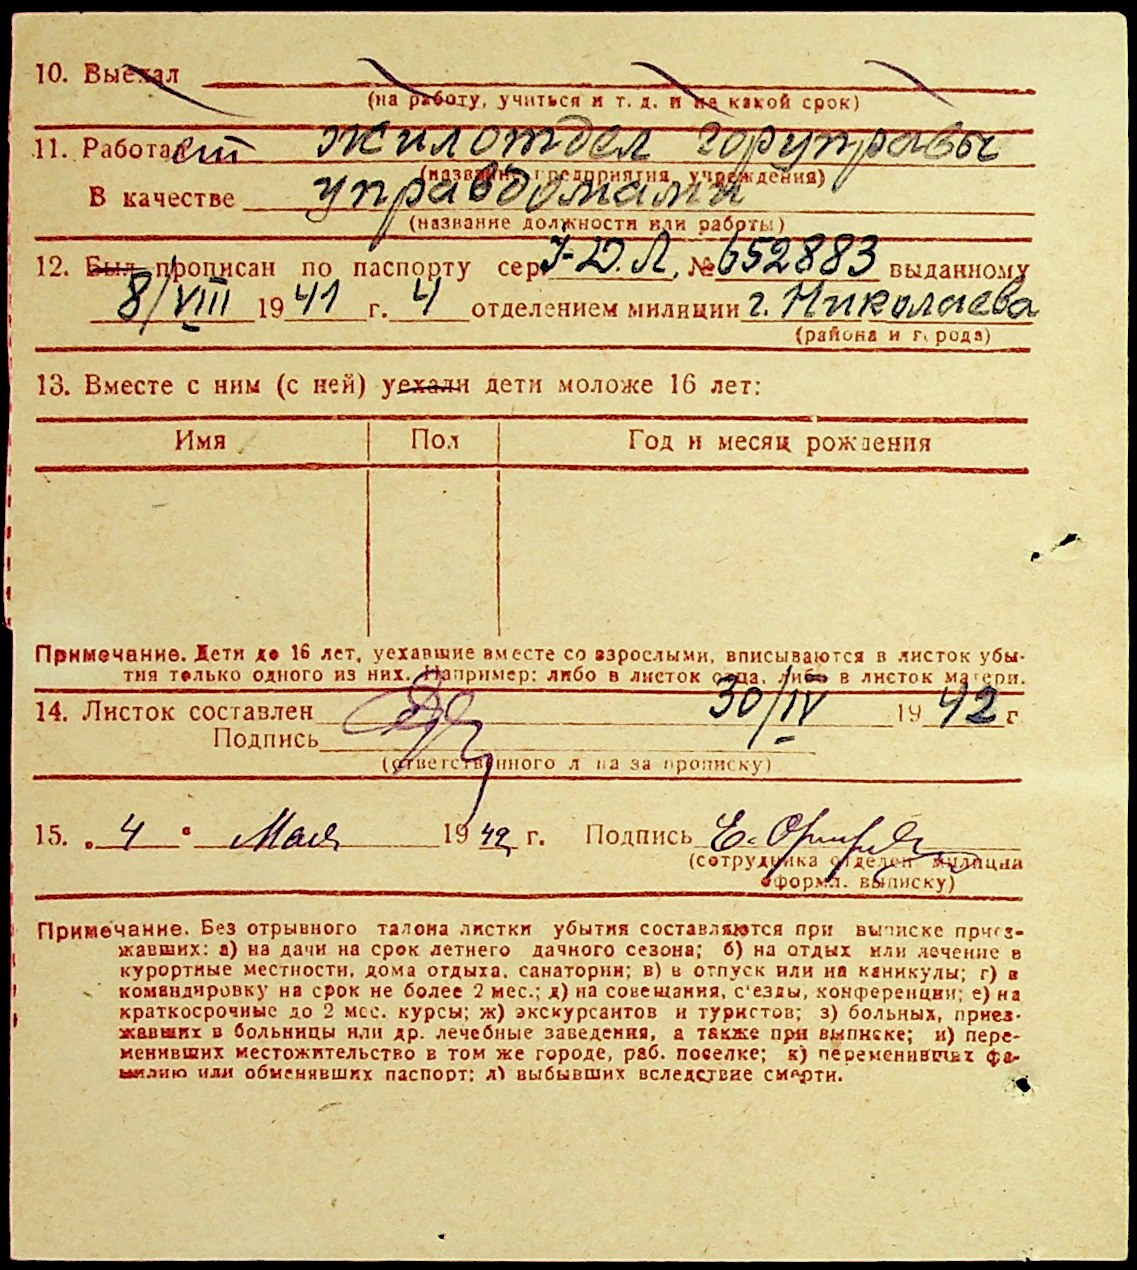 10. Выехал
(на работу, учиться и т. д. и на какой срок)
11. Работает Жилотдел Горуправы
(название предприятия, учреждения)
В качестве управдомами
(название должности или работы)
12. Был прописан по паспорту сер. I-Ю.Л. № 652883 выданному
8/VIII 1941 г. 4 отделением милиции г. Николаева
(района и города)
13. Вместе с ним (с ней) уехали дети моложе 16 лет:
Имя Пол Год и месяц рождения
Примечание. Дети до 16 лет, уехавшие вместе со взрослыми, вписываются в листок убы-
тия только одного из них. Например: либо в листок отца, либо в листок матери.
14. Листок составлен 30/IV 1942 г
Подпись
(ответственного лица за прописку)
15. „4" Мая 1942 г. Подпись
(сотрудника отделен. милиции
оформл. выписку)
Примечание. Без отрывного талона листки убытия составляются при выписке приез-
жавших: а) на дачи на срок летнего дачного сезона; б) на отдых или лечение в
курортные местности, дома отдыха, санатории; в) в отпуск или на каникулы; г) в
командировку на срок не более 2 мес.; д) на совещания, с'езды, конференции; е) на
краткосрочные до 2 мес. курсы; ж) экскурсантов и туристов; з) больных, приез-
жавших в больницы или др. лечебные заведения, а также при выписке; и) пере-
менивших местожительство в том же городе, раб. поселке; к) переменивших фа-
милию или обменявших паспорт; л) выбывших вследствие смерти.